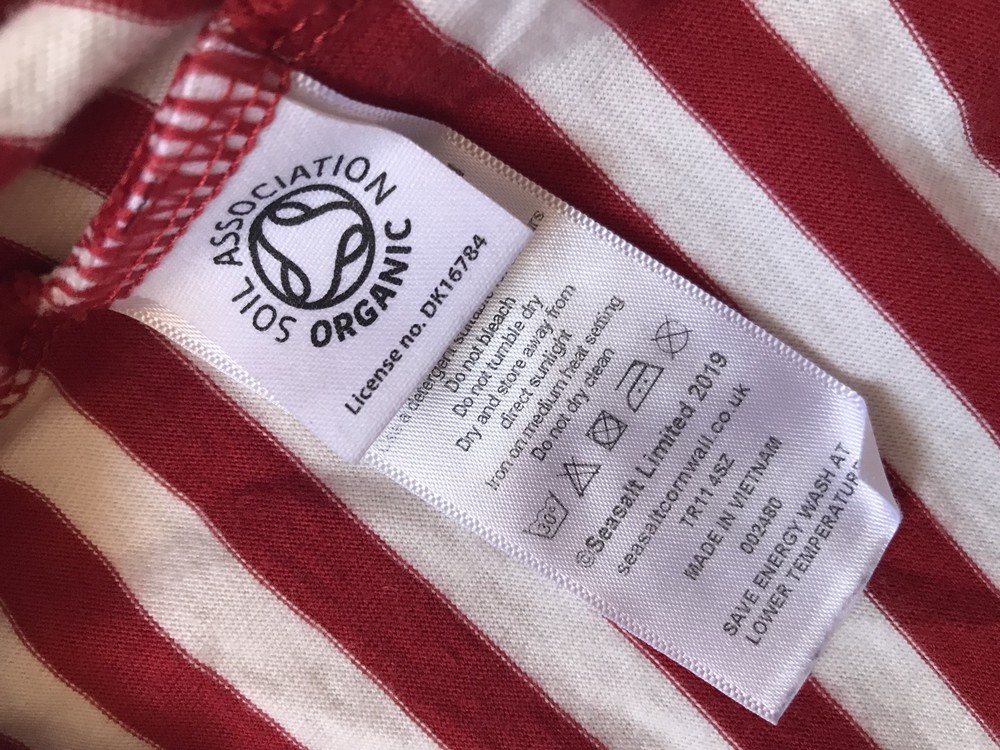 SOIL ASSOCIATION
ORGANIC
License no. DK16784
a detergent
Do not bleach
Do not tumble dry
Dry and store away from
direct sunlight
Iron on medium heat setting
Do not dry clean
30°
©Seasalt Limited 2019
seasaltcornwall.co.uk
TR11 4SZ
MADE IN VIETNAM
003480
SAVE ENERGY WASH AT
LOWER TEMPERATURE